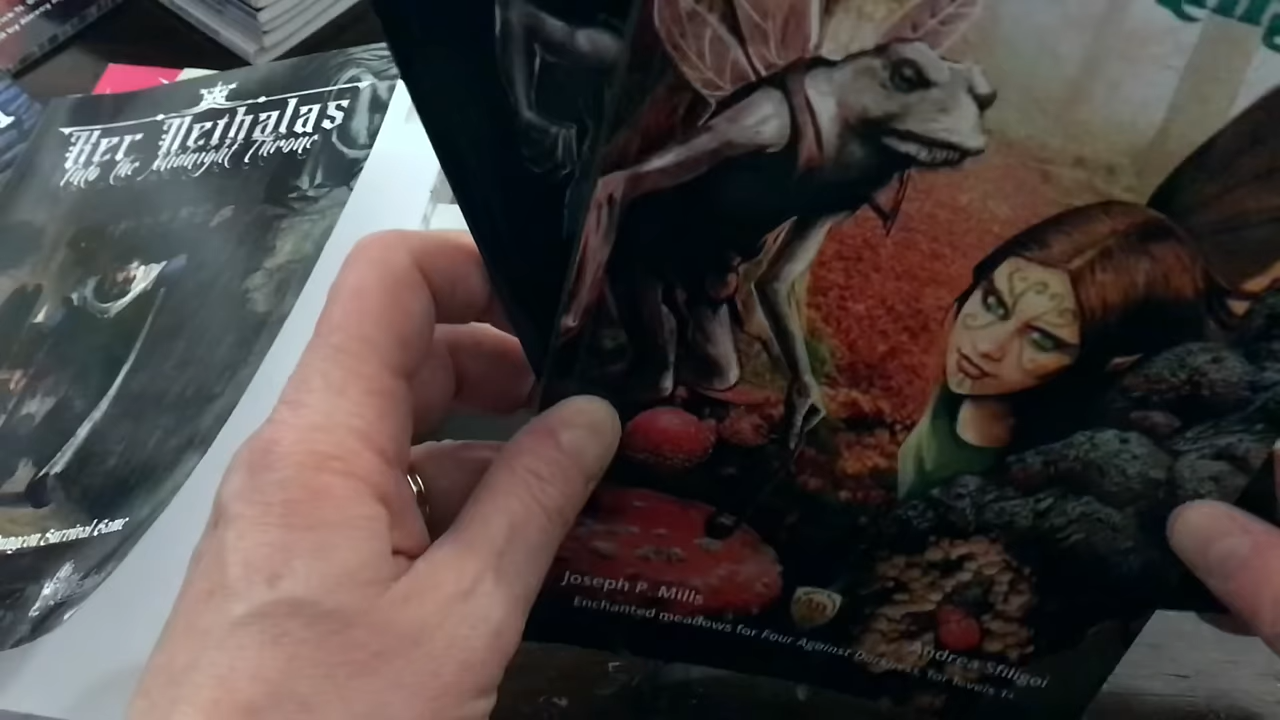 Ker Nethalas
Into The Midnight Throne
Dungeon Survival Game
Joseph P. Mills
Andrea Sfiligoi
Enchanted meadows for Four Against Darkness, for levels 1+